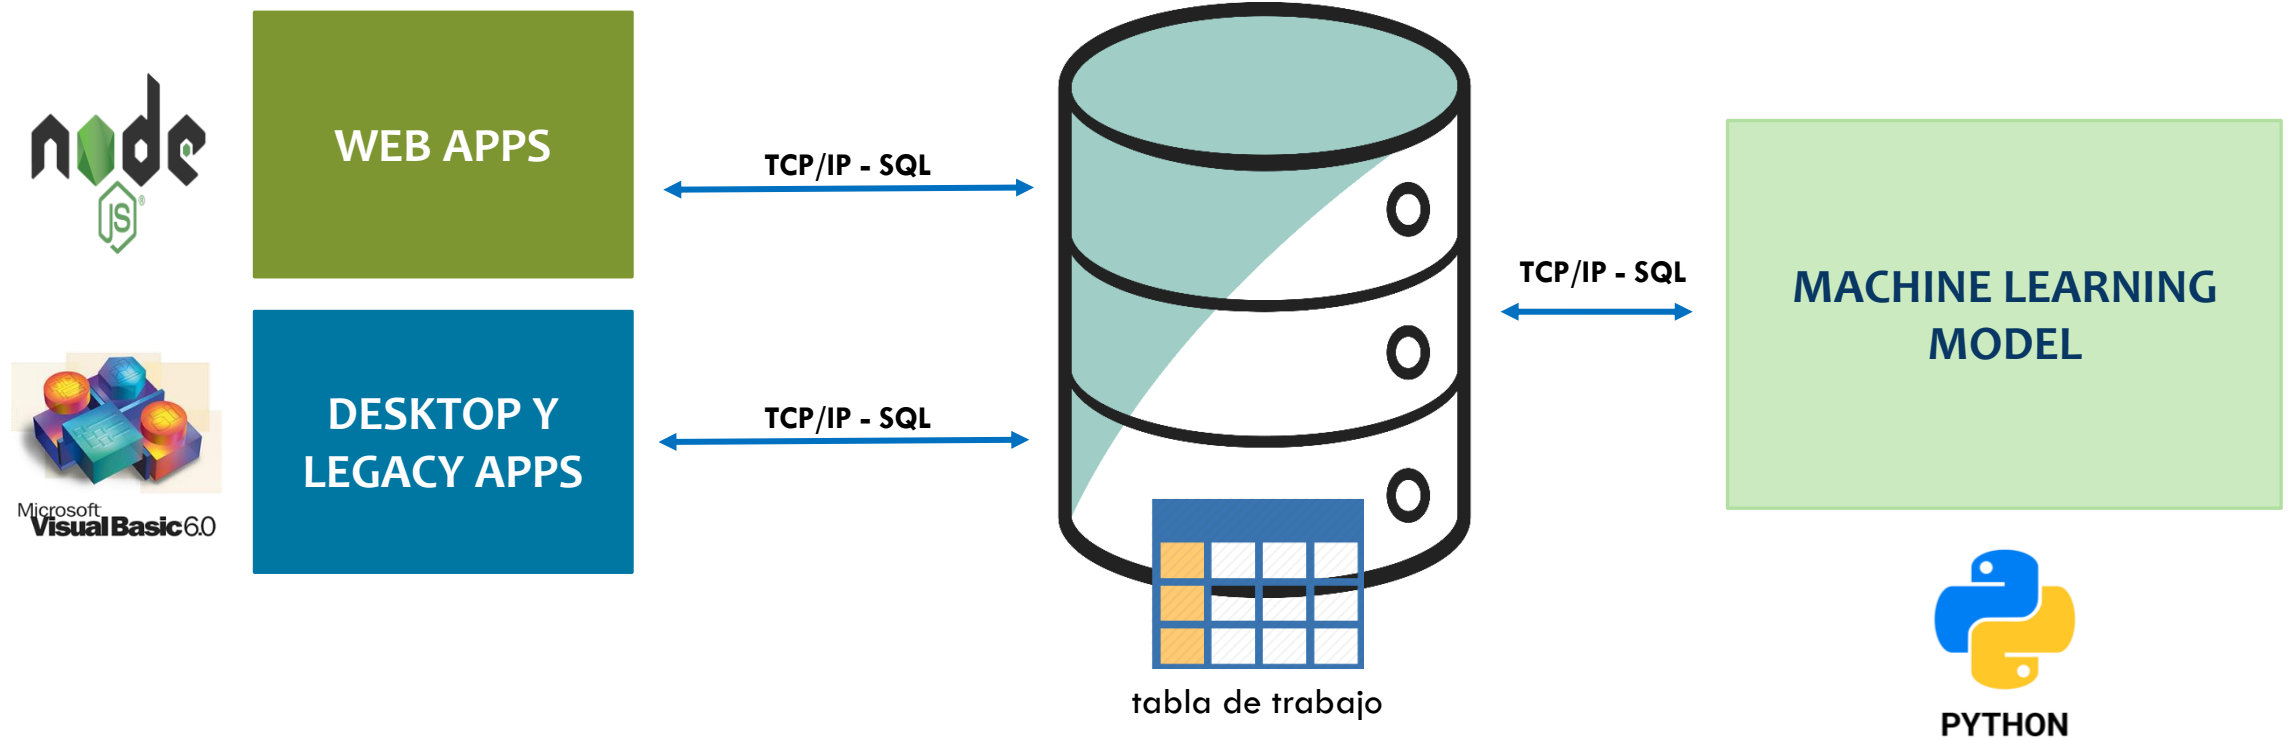 node
JS
®
WEB APPS
TCP/IP - SQL
Microsoft
Visual Basic 6.0
DESKTOP Y
LEGACY APPS
TCP/IP - SQL
tabla de trabajo
TCP/IP - SQL
MACHINE LEARNING
MODEL
PYTHON